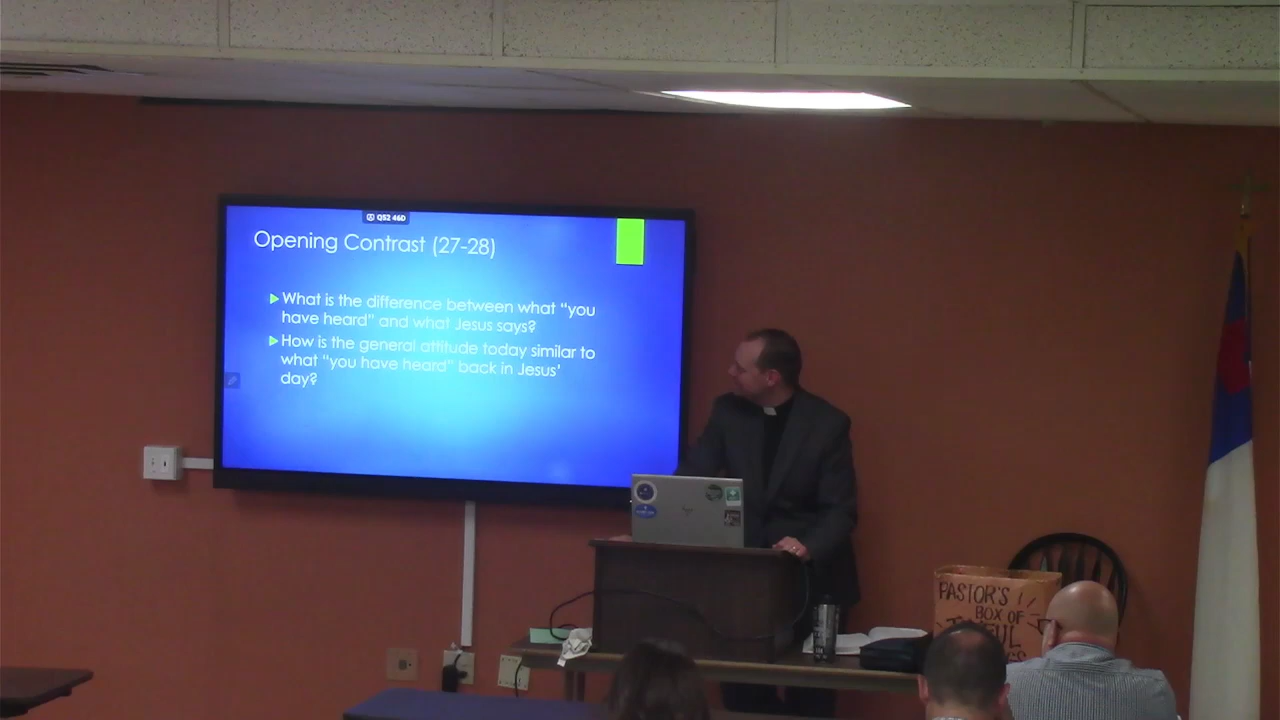 Q52 46D
Opening Contrast (27-28)
What is the difference between what “you
have heard” and what Jesus says?
How is the general attitude today similar to
what “you have heard” back in Jesus’
day?
PASTOR'S
BOX OF